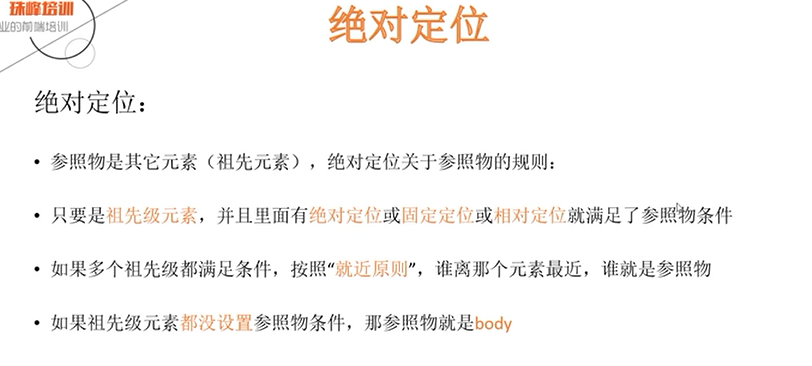 珠峰培训
业的前端培训
绝对定位
绝对定位：
• 参照物是其它元素（祖先元素），绝对定位关于参照物的规则：
• 只要是祖先级元素，并且里面有绝对定位或固定定位或相对定位就满足了参照物条件
• 如果多个祖先级都满足条件，按照“就近原则”，谁离那个元素最近，谁就是参照物
• 如果祖先级元素都没设置参照物条件，那参照物就是body